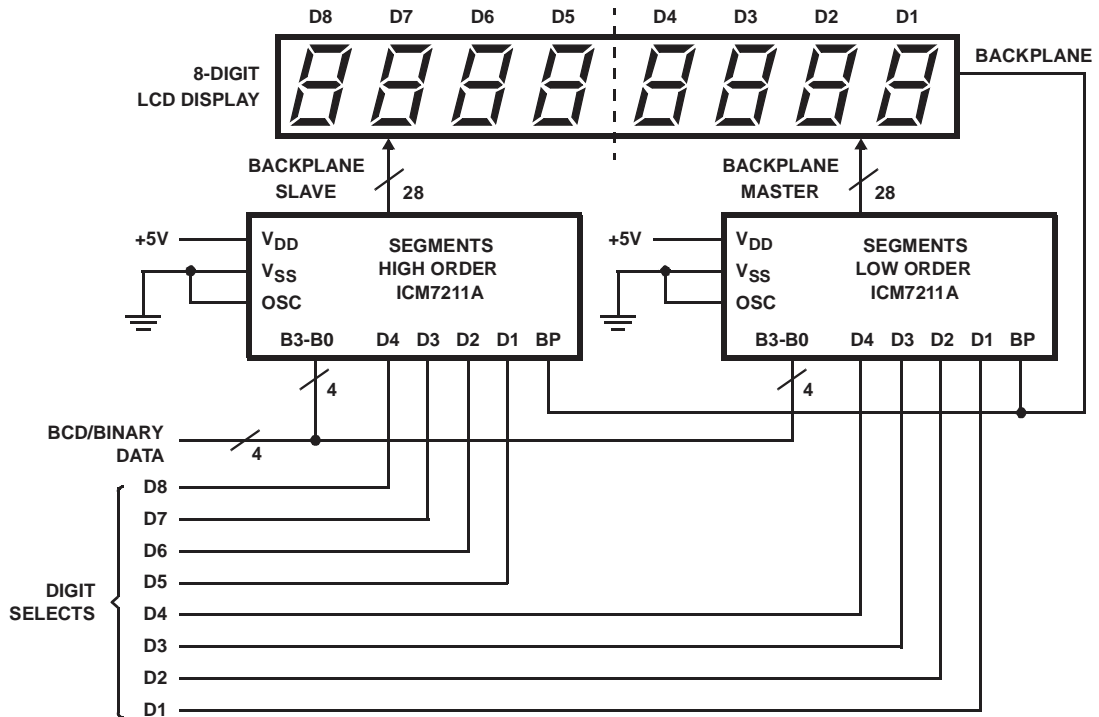 D8 D7 D6 D5 D4 D3 D2 D1
8-DIGIT
LCD DISPLAY
BACKPLANE
BACKPLANE
SLAVE
28
BACKPLANE
MASTER
28
+5V
VDD
VSS
OSC
SEGMENTS
HIGH ORDER
ICM7211A
B3-B0 D4 D3 D2 D1 BP
+5V
VDD
VSS
OSC
SEGMENTS
LOW ORDER
ICM7211A
B3-B0 D4 D3 D2 D1 BP
4
4
BCD/BINARY
DATA
4
DIGIT
SELECTS
D8
D7
D6
D5
D4
D3
D2
D1